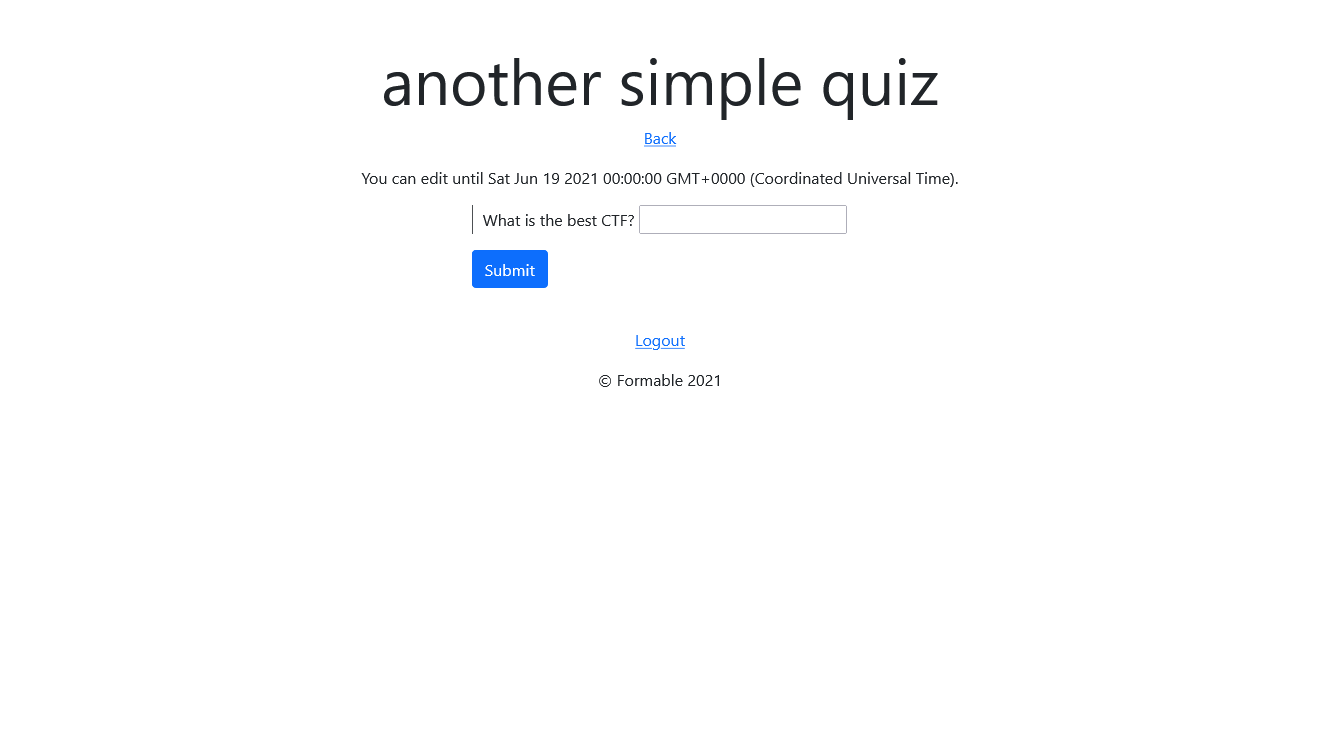 another simple quiz
Back
You can edit until Sat Jun 19 2021 00:00:00 GMT+0000 (Coordinated Universal Time).
What is the best CTF?
Submit
Logout
© Formable 2021